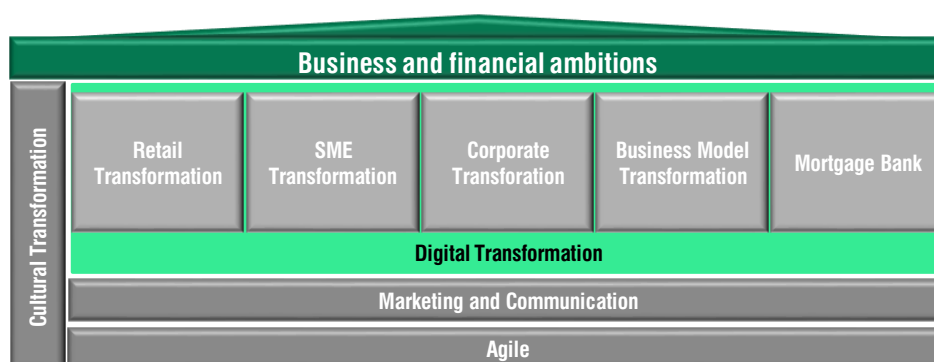 Business and financial ambitions
Cultural Transformation
Retail
Transformation
SME
Transformation
Corporate
Transforation
Business Model
Transformation
Mortgage Bank
Digital Transformation
Marketing and Communication
Agile